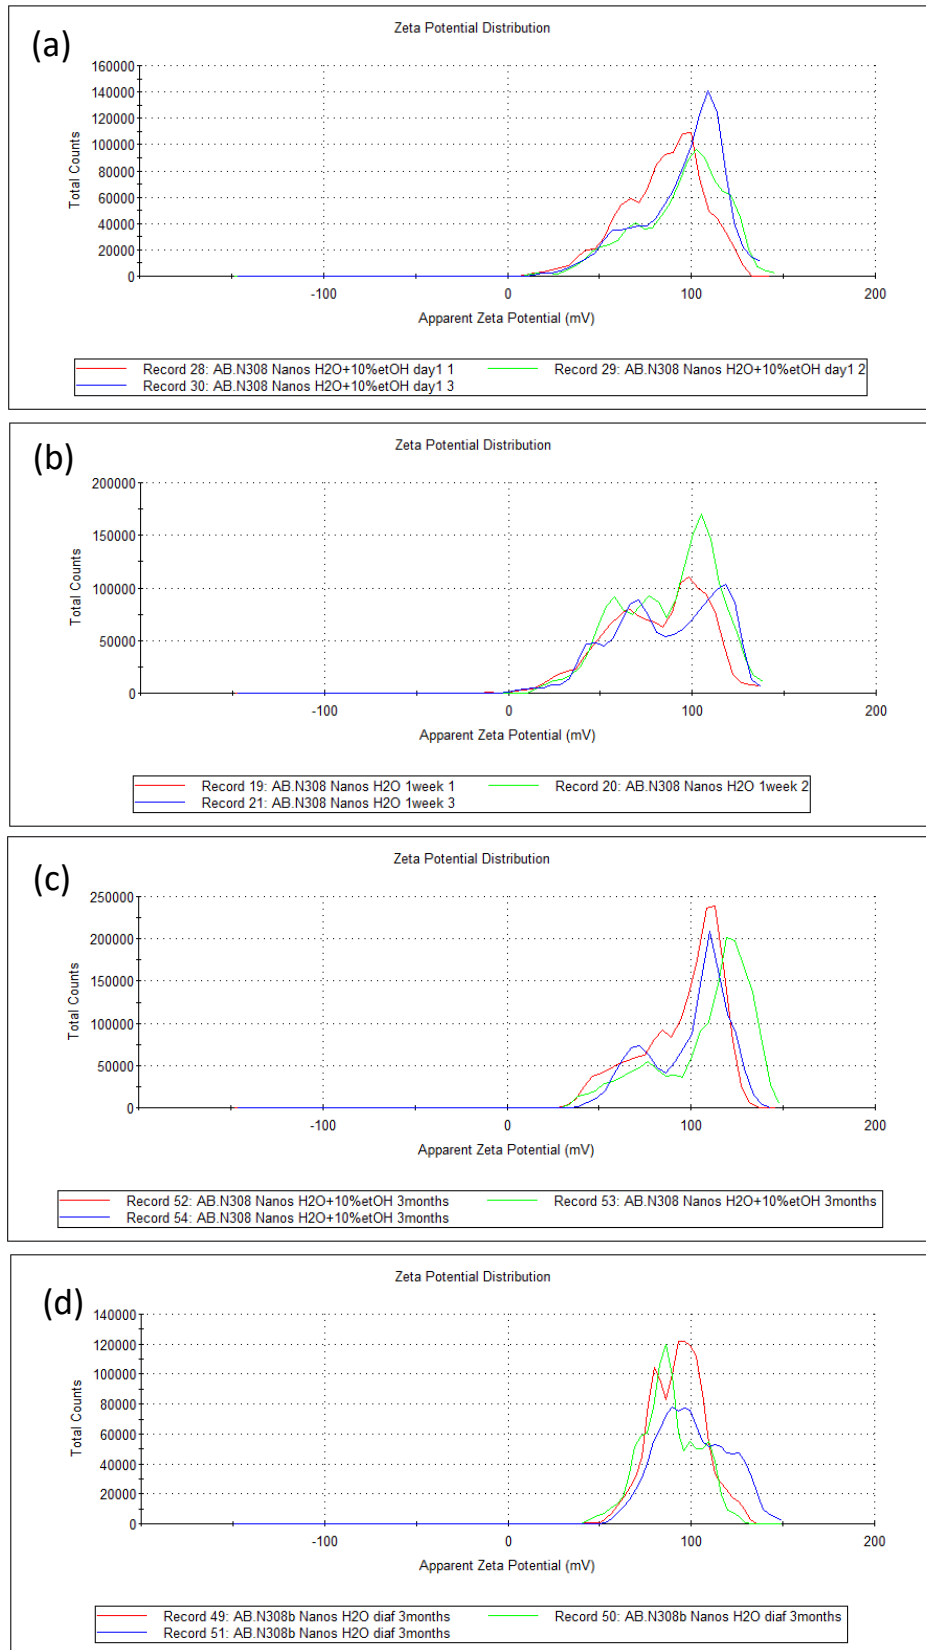 (a)
Zeta Potential Distribution
160000
140000
120000
100000
80000
60000
40000
20000
0
Total Counts
-100 0 100 200
Apparent Zeta Potential (mV)
Record 28: AB.N308 Nanos H2O+10%etOH day1 1 Record 29: AB.N308 Nanos H2O+10%etOH day1 2
Record 30: AB.N308 Nanos H2O+10%etOH day1 3
(b)
Zeta Potential Distribution
200000
150000
100000
50000
0
Total Counts
-100 0 100 200
Apparent Zeta Potential (mV)
Record 19: AB.N308 Nanos H2O 1week 1 Record 20: AB.N308 Nanos H2O 1week 2
Record 21: AB.N308 Nanos H2O 1week 3
(c)
Zeta Potential Distribution
250000
200000
150000
100000
50000
0
Total Counts
-100 0 100 200
Apparent Zeta Potential (mV)
Record 52: AB.N308 Nanos H2O+10%etOH 3months Record 53: AB.N308 Nanos H2O+10%etOH 3months
Record 54: AB.N308 Nanos H2O+10%etOH 3months
(d)
Zeta Potential Distribution
140000
120000
100000
80000
60000
40000
20000
0
Total Counts
-100 0 100 200
Apparent Zeta Potential (mV)
Record 49: AB.N308b Nanos H2O diaf 3months Record 50: AB.N308b Nanos H2O diaf 3months
Record 51: AB.N308b Nanos H2O diaf 3months